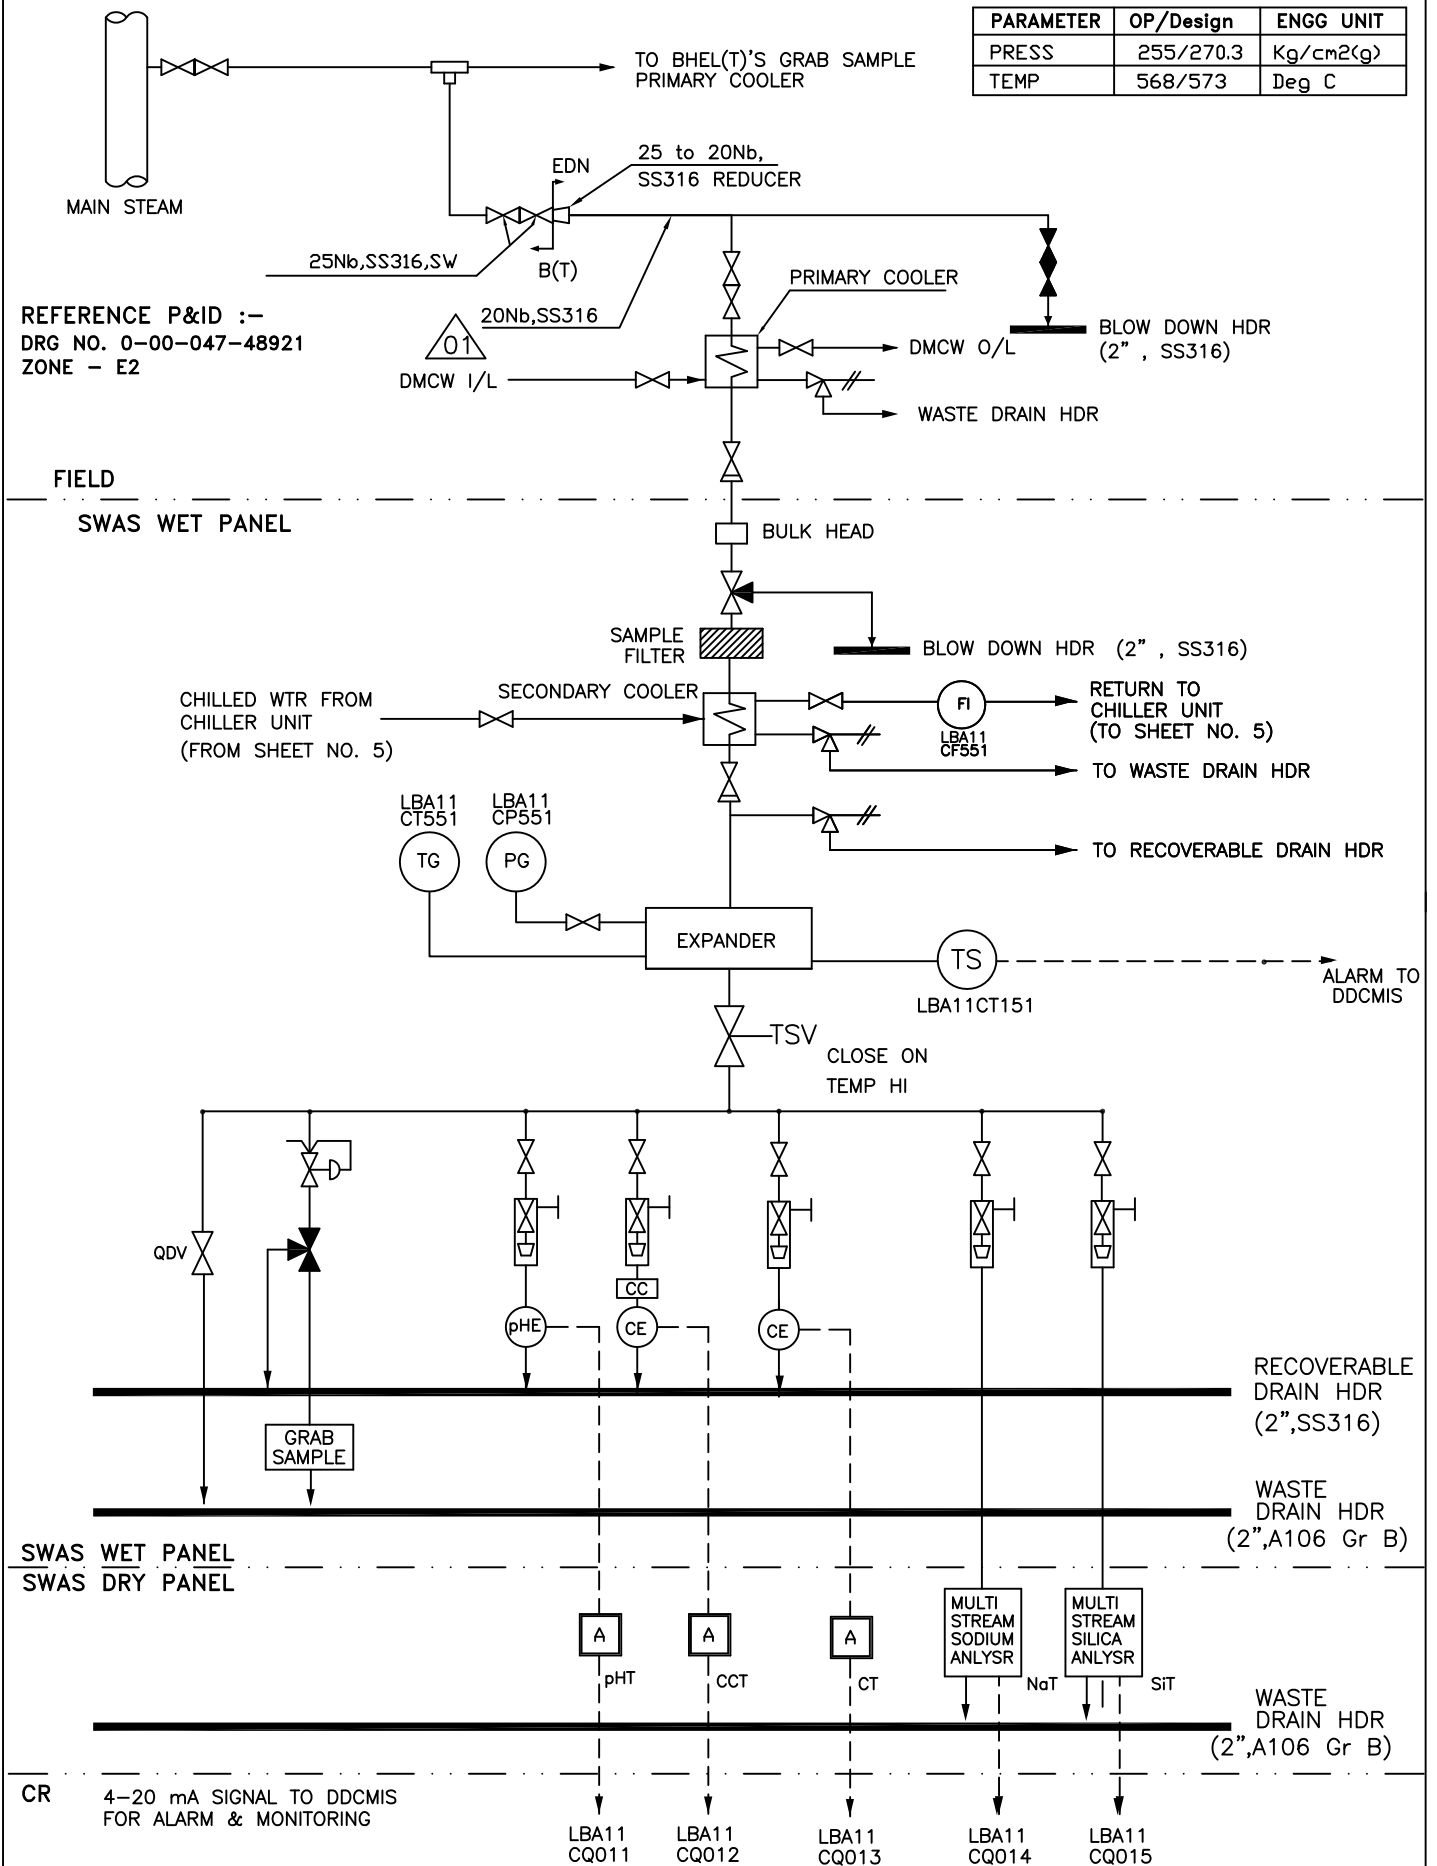 PARAMETER OP/Design ENGG UNIT
PRESS 255/270.3 Kg/cm2(g)
TEMP 568/573 Deg C
TO BHEL(T)'S GRAB SAMPLE
PRIMARY COOLER
MAIN STEAM
EDN
25 to 20Nb,
SS316 REDUCER
25Nb,SS316,SW
B(T)
PRIMARY COOLER
REFERENCE P&ID :-
DRG NO. 0-00-047-48921
ZONE - E2
01
20Nb,SS316
BLOW DOWN HDR
(2" , SS316)
DMCW O/L
DMCW I/L
WASTE DRAIN HDR
FIELD
SWAS WET PANEL
BULK HEAD
SAMPLE
FILTER
BLOW DOWN HDR (2" , SS316)
SECONDARY COOLER
CHILLED WTR FROM
CHILLER UNIT
(FROM SHEET NO. 5)
FI
LBA11
CF551
RETURN TO
CHILLER UNIT
(TO SHEET NO. 5)
TO WASTE DRAIN HDR
LBA11
CT551
LBA11
CP551
TG
PG
TO RECOVERABLE DRAIN HDR
EXPANDER
TS
LBA11CT151
ALARM TO
DDCMIS
TSV
CLOSE ON
TEMP HI
QDV
CC
pHE
CE
CE
RECOVERABLE
DRAIN HDR
(2",SS316)
GRAB
SAMPLE
WASTE
DRAIN HDR
(2",A106 Gr B)
SWAS WET PANEL
SWAS DRY PANEL
A
A
A
MULTI
STREAM
SODIUM
ANLYSR
MULTI
STREAM
SILICA
ANLYSR
pHT
CCT
CT
NaT
SiT
WASTE
DRAIN HDR
(2",A106 Gr B)
CR
4-20 mA SIGNAL TO DDCMIS
FOR ALARM & MONITORING
LBA11
CQ011
LBA11
CQ012
LBA11
CQ013
LBA11
CQ014
LBA11
CQ015